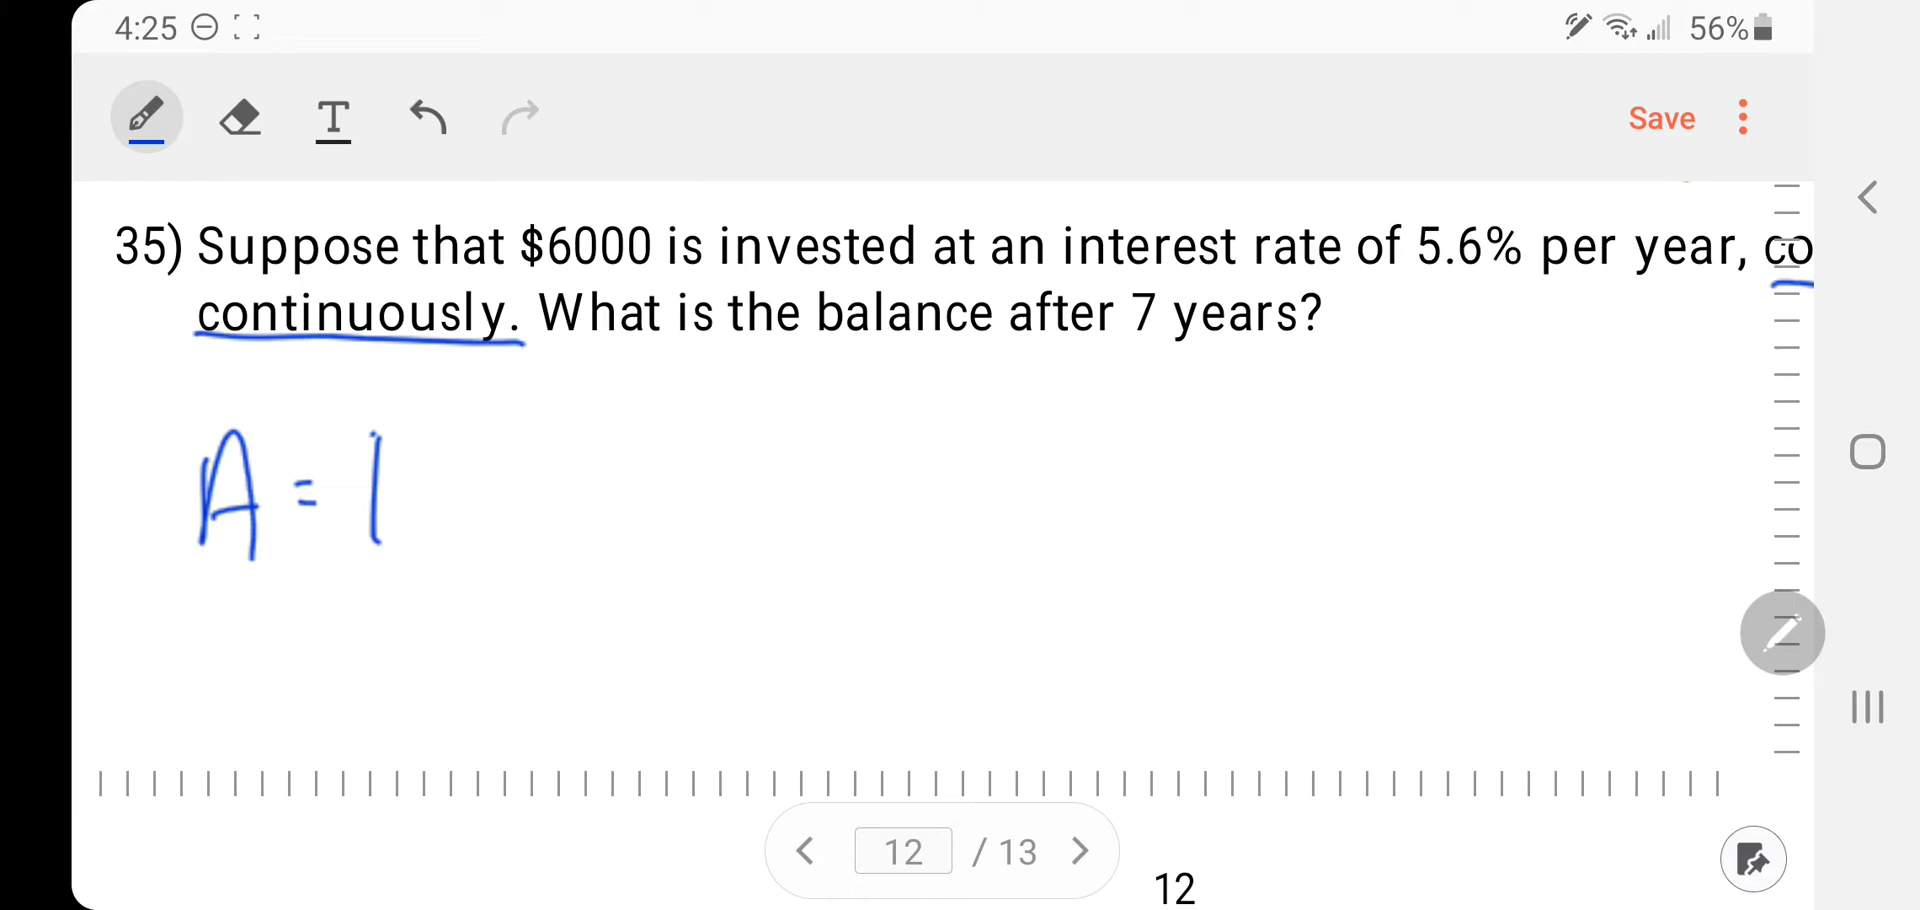 4:25 56%
T Save
35) Suppose that $6000 is invested at an interest rate of 5.6% per year, co
continuously. What is the balance after 7 years?
A = |
12 / 13
12